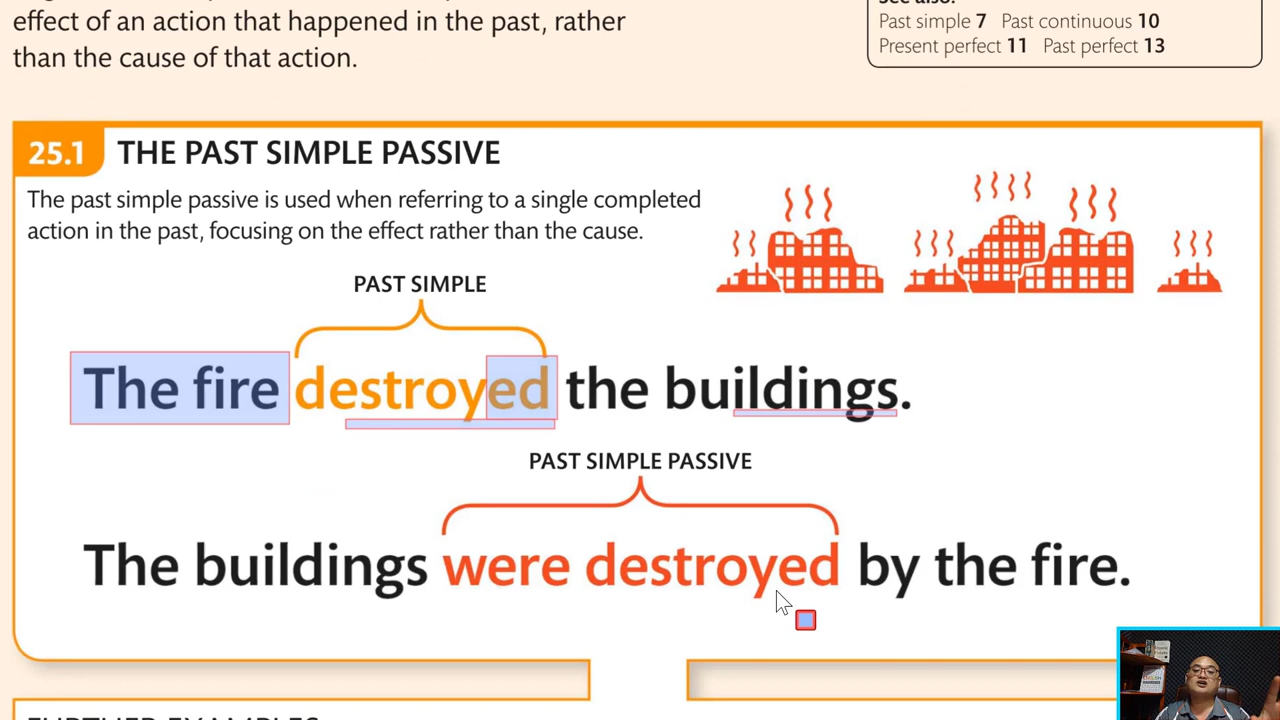 effect of an action that happened in the past, rather
than the cause of that action.
Past simple 7 Past continuous 10
Present perfect 11 Past perfect 13
25.1 THE PAST SIMPLE PASSIVE
The past simple passive is used when referring to a single completed
action in the past, focusing on the effect rather than the cause.
PAST SIMPLE
The fire destroyed the buildings.
PAST SIMPLE PASSIVE
The buildings were destroyed by the fire.